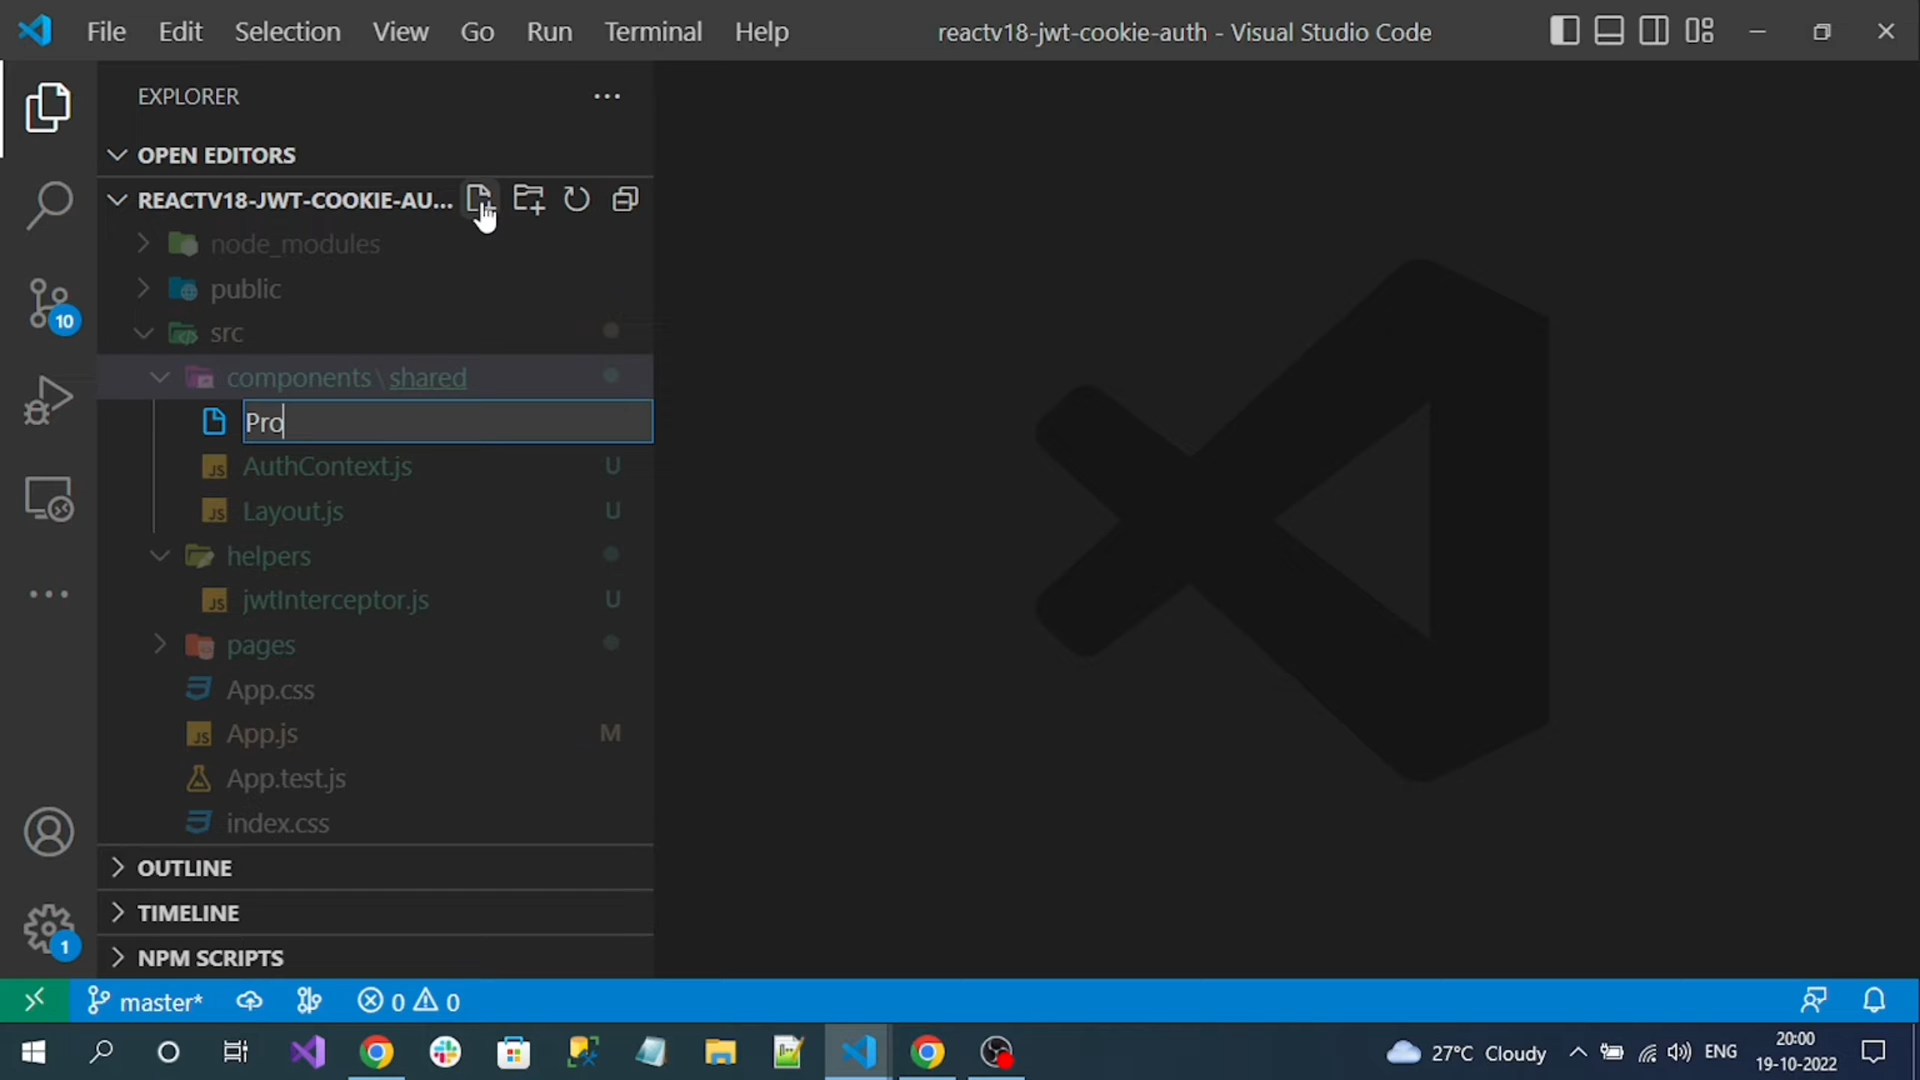 File Edit Selection View Go Run Terminal Help reactv18-jwt-cookie-auth - Visual Studio Code
EXPLORER
OPEN EDITORS
REACTV18-JWT-COOKIE-AU...
node_modules
public
src
components\shared
Pro
AuthContext.js U
Layout.js U
helpers
jwtInterceptor.js U
pages
App.css
App.js M
App.test.js
index.css
OUTLINE
TIMELINE
NPM SCRIPTS
10
1
master* 0 0
27°C Cloudy ENG
20:00
19-10-2022